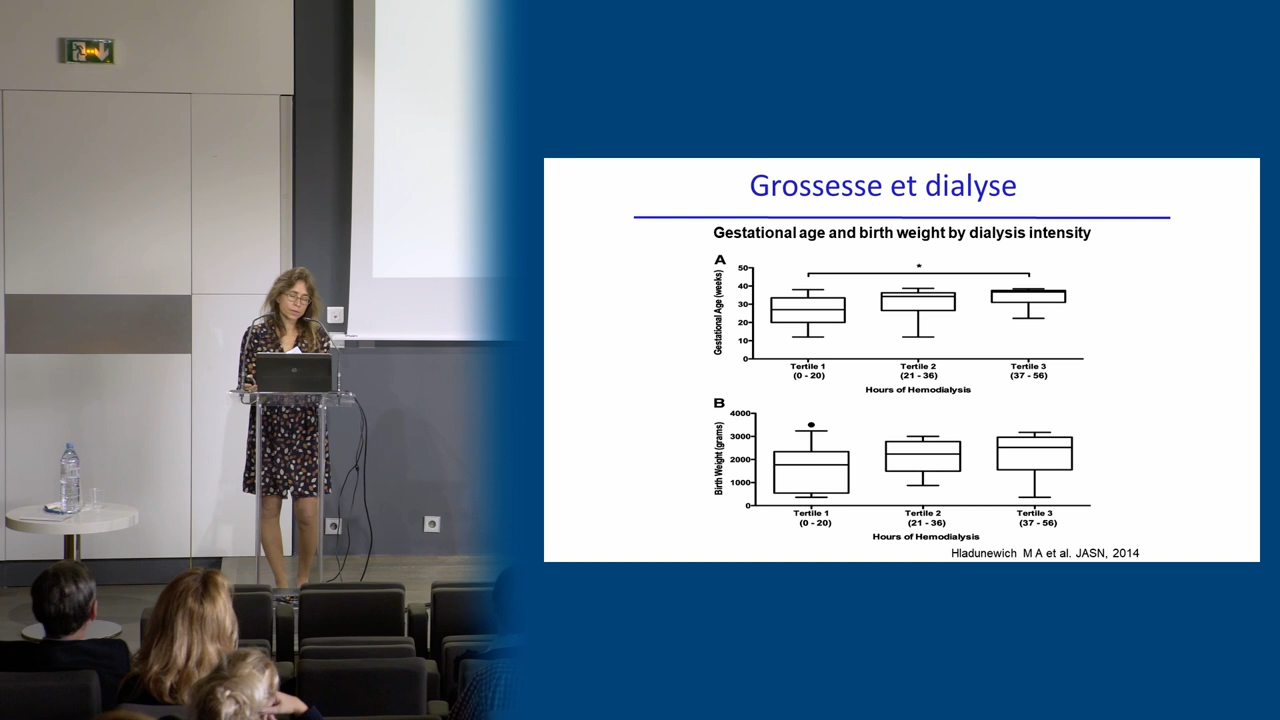 Grossesse et dialyse
Gestational age and birth weight by dialysis intensity
A
Gestational Age (weeks)
50
40
30
20
10
0
*
Tertile 1
(0 - 20)
Tertile 2
(21 - 36)
Tertile 3
(37 - 56)
Hours of Hemodialysis
B
Birth Weight (grams)
4000
3000
2000
1000
0
Tertile 1
(0 - 20)
Tertile 2
(21 - 36)
Tertile 3
(37 - 56)
Hours of Hemodialysis
Hladunewich M A et al. JASN, 2014